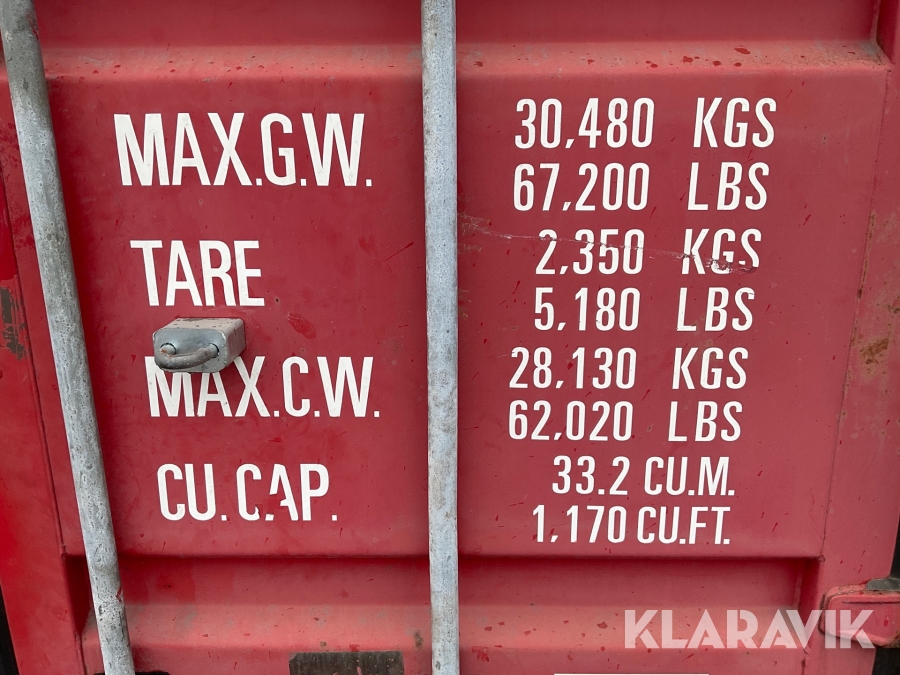 MAX.G.W. 30,480 KGS
67,200 LBS
TARE 2,350 KGS
5,180 LBS
MAX.C.W. 28,130 KGS
62,020 LBS
CU.CAP. 33.2 CU.M.
1,170 CU.FT.
KLARAVIK